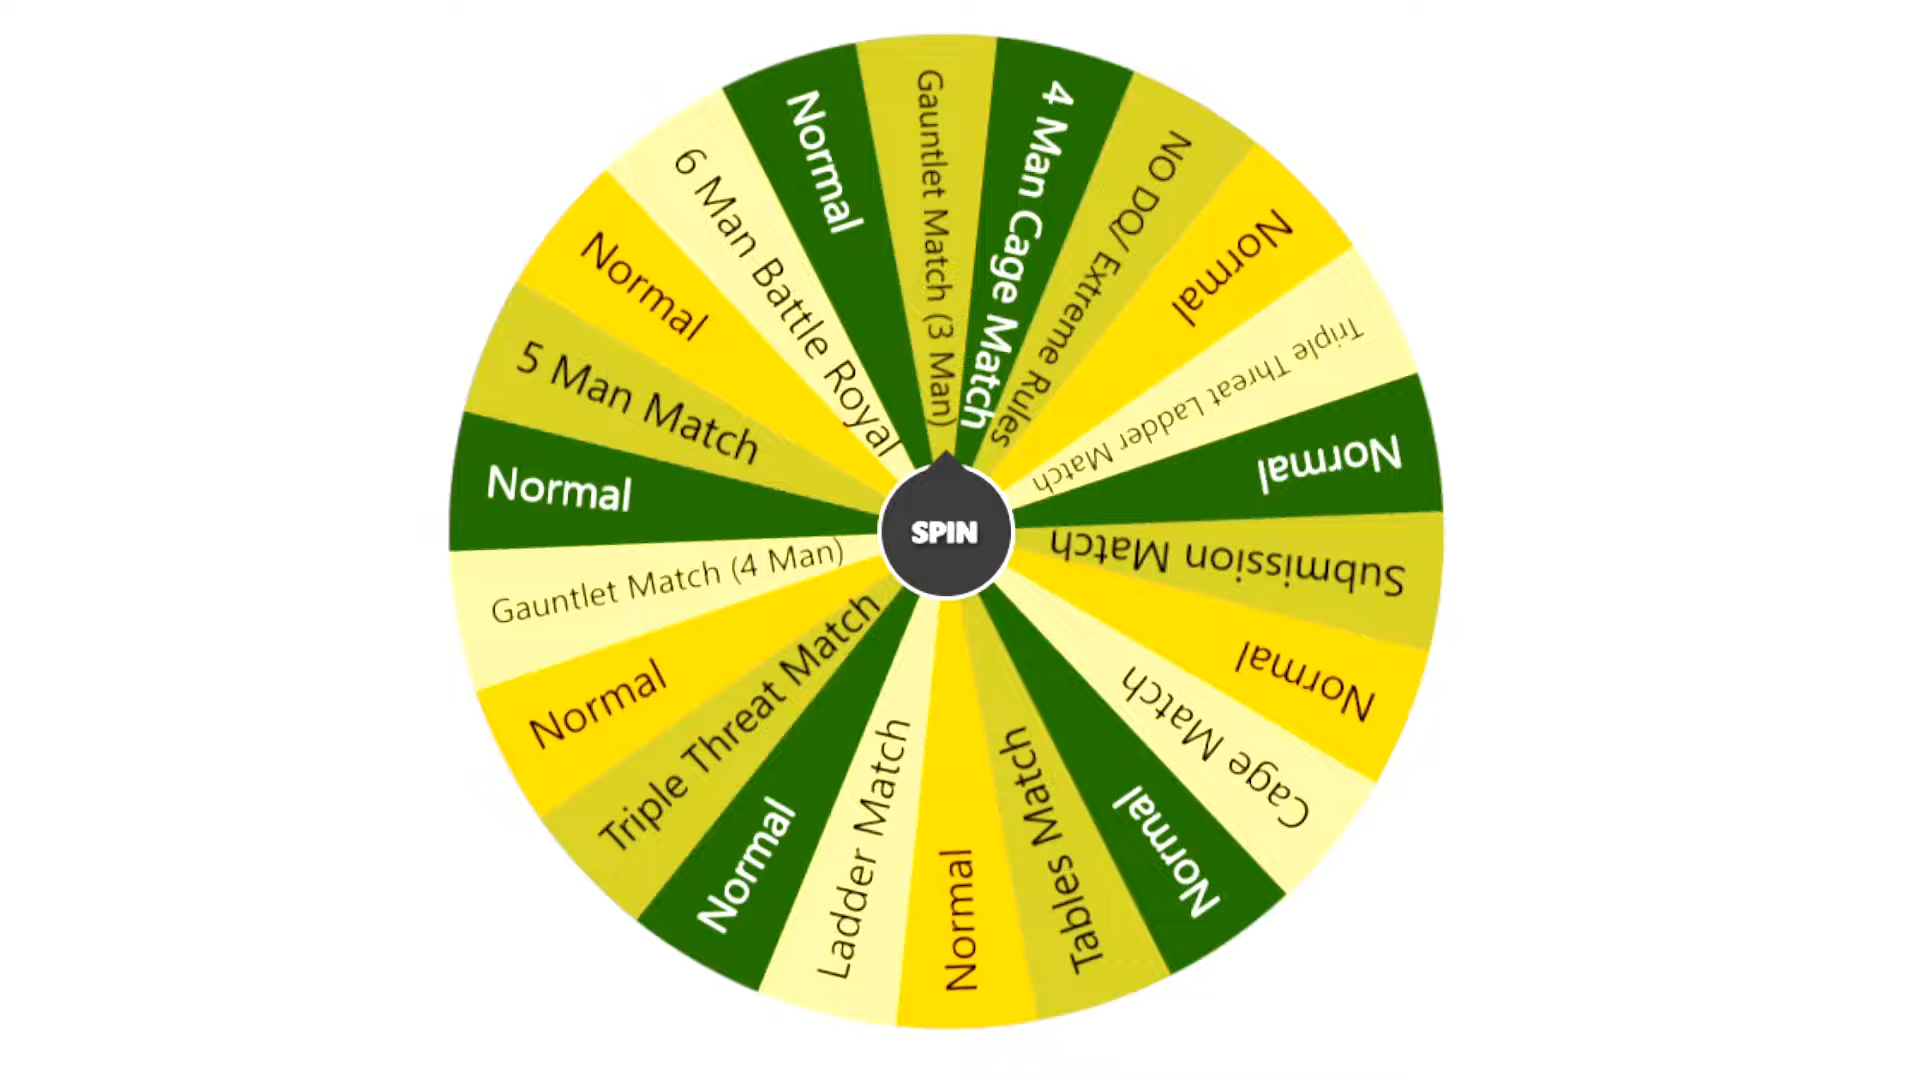 Gauntlet Match (3 Man)
4 Man Cage Match
NO DQ/ Extreme Rules
Normal
Triple Threat Ladder Match
Normal
Submission Match
Normal
Cage Match
Normal
Tables Match
Normal
Ladder Match
Normal
Triple Threat Match
Normal
Gauntlet Match (4 Man)
Normal
5 Man Match
Normal
6 Man Battle Royal
Normal
SPIN